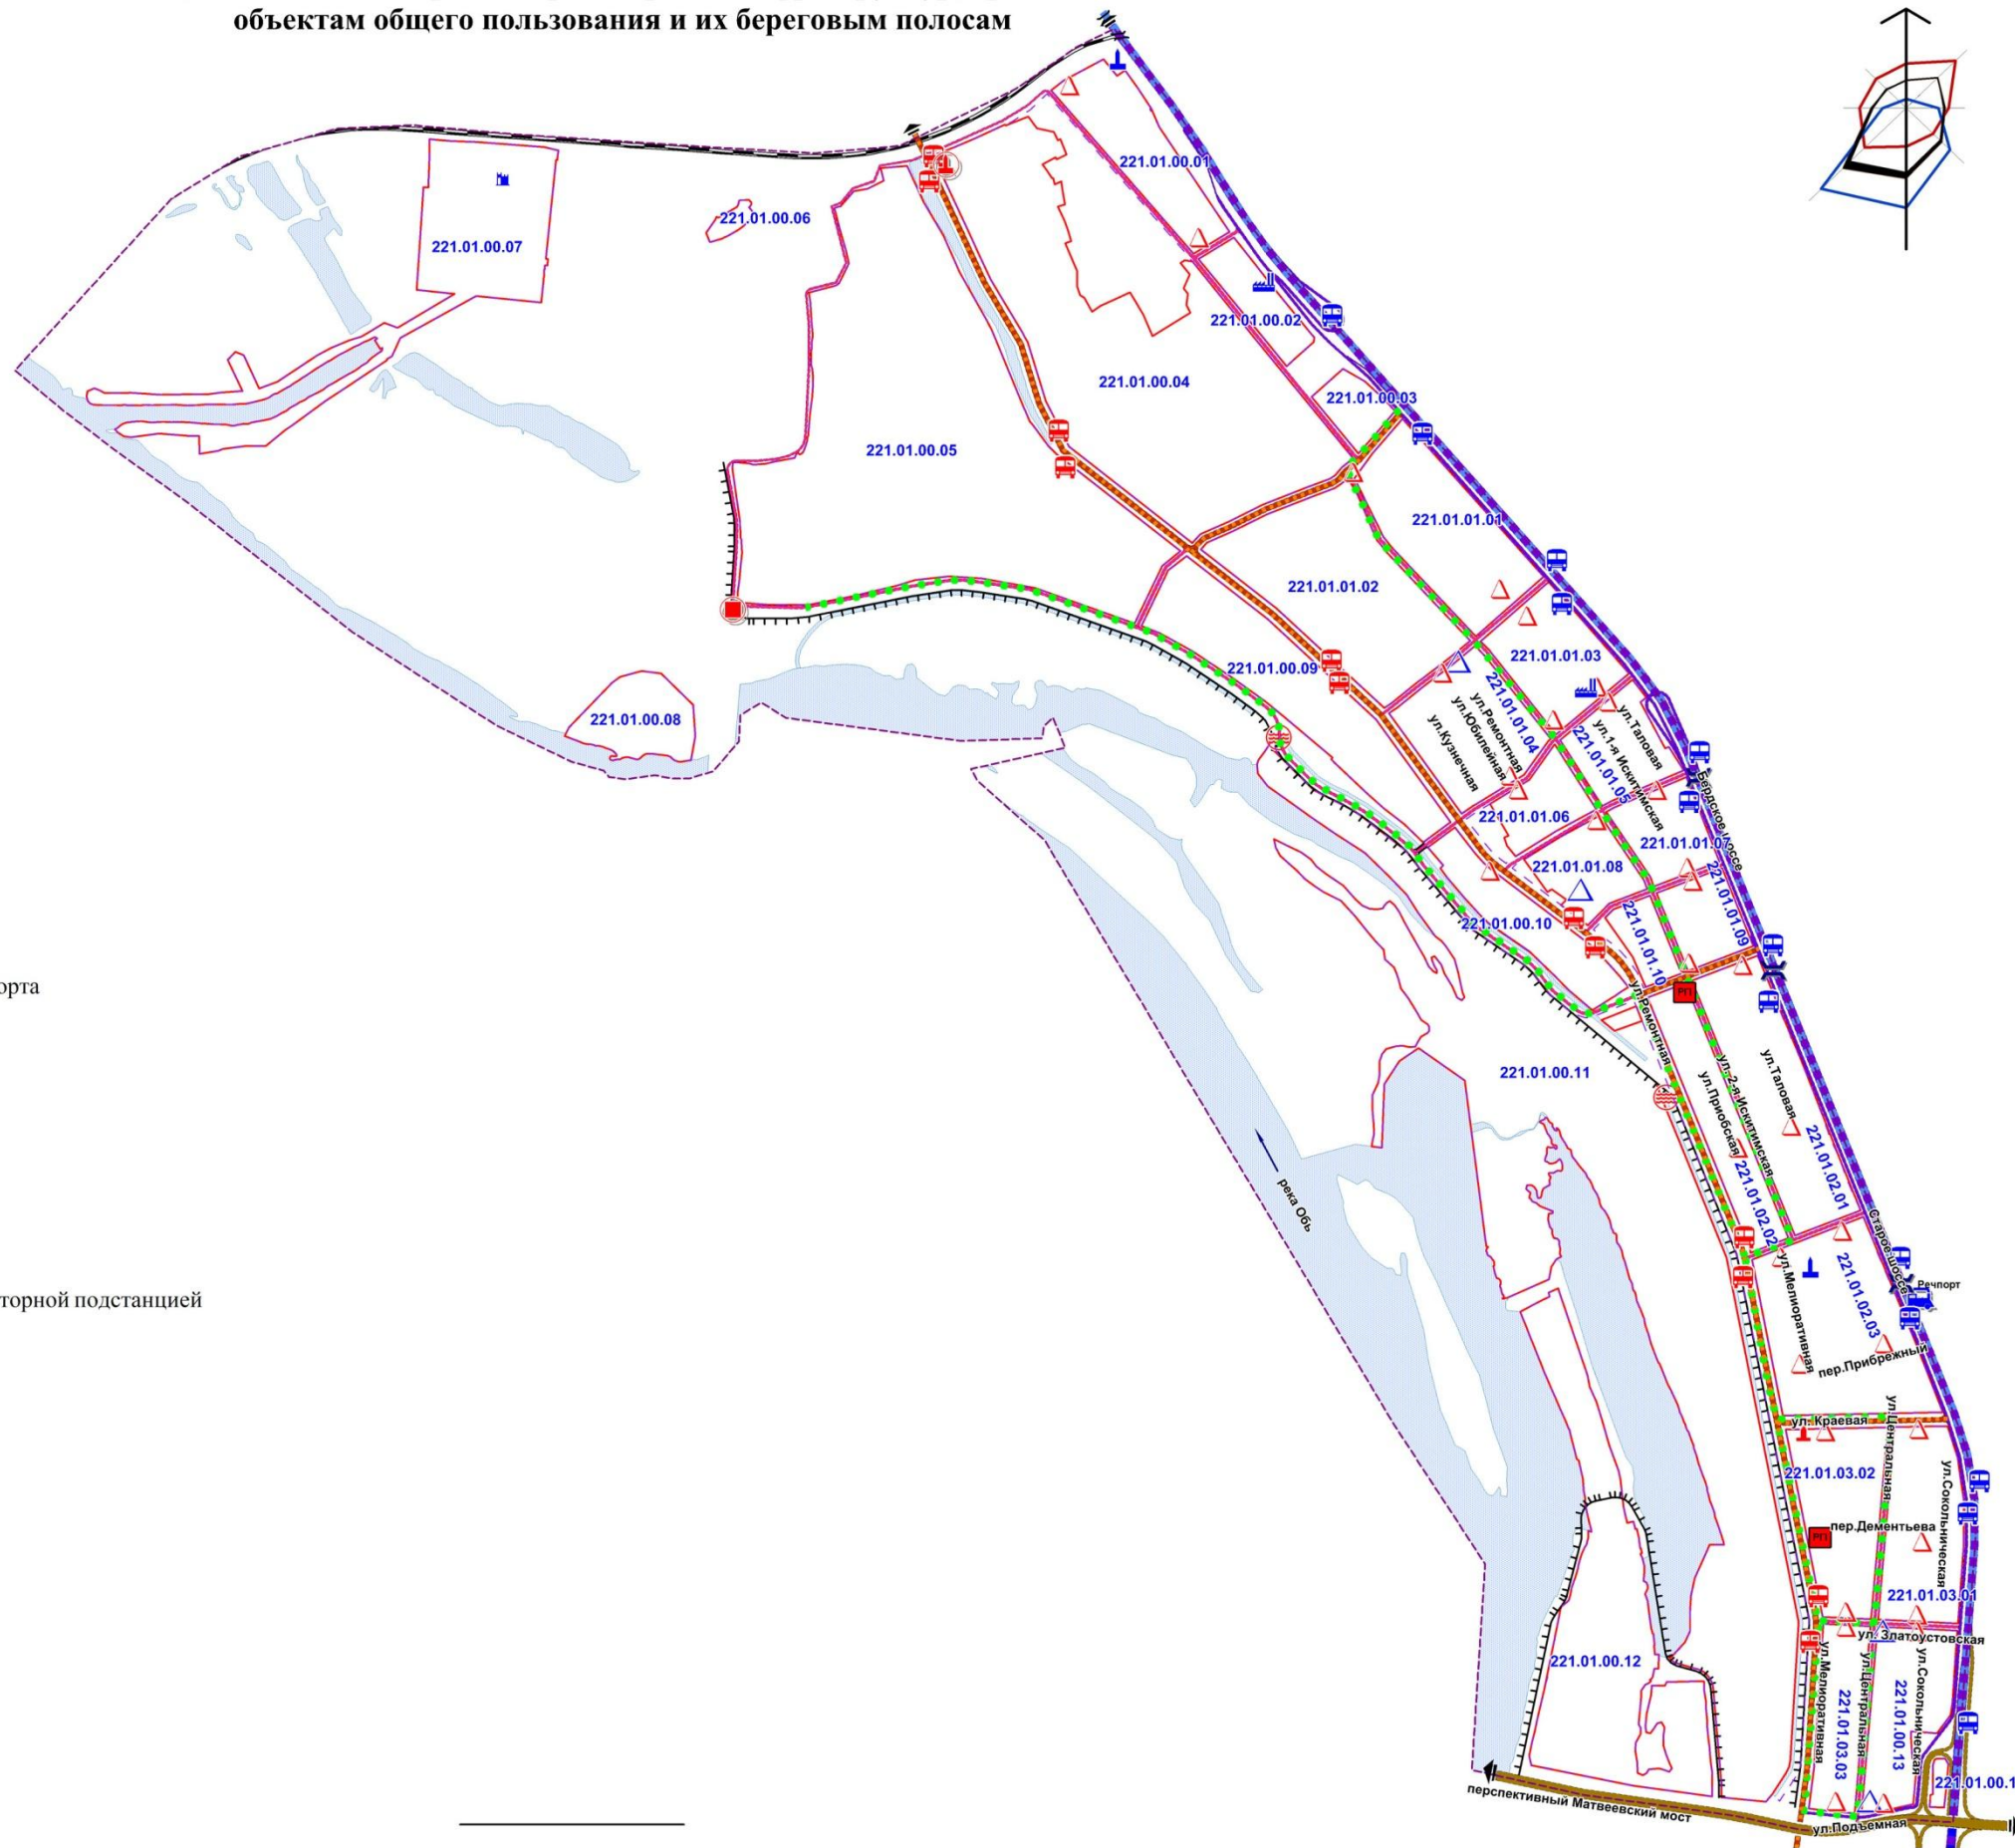 объектам общего пользования и их береговым полосам
221.01.00.01
221.01.00.06
221.01.00.07
221.01.00.02
221.01.00.04
221.01.00.03
221.01.00.05
221.01.01.01
221.01.01.02
221.01.01.03
221.01.00.09
221.01.00.08
221.01.01.04
ул.Ремонтная
ул.Юбилейная
ул.Кузнечная
ул.Таловая
ул.1-я Искитимская
221.01.01.05
Бердское шоссе
221.01.01.06
221.01.01.07
221.01.01.08
221.01.01.09
221.01.00.10
221.01.01.10
орта
РП
ул.Ремонтная
221.01.00.11
ул.Таловая
ул. 2-я Искитимская
ул.Приобская
221.01.02.01
221.01.02.02
река Обь
Старое шоссе
Речпорт
221.01.02.03
ул.Мелиоративная
торной подстанцией
пер.Прибрежный
ул. Краевая
ул.Центральная
221.01.03.02
ул.Сокольническая
пер.Дементьева
РП
221.01.03.01
ул. Златоустовская
221.01.00.12
ул.Мелиоративная
221.01.03.03
ул.Центральная
221.01.00.13
ул.Сокольническая
221.01.00.1
перспективный Матвеевский мост
ул.Подъемная